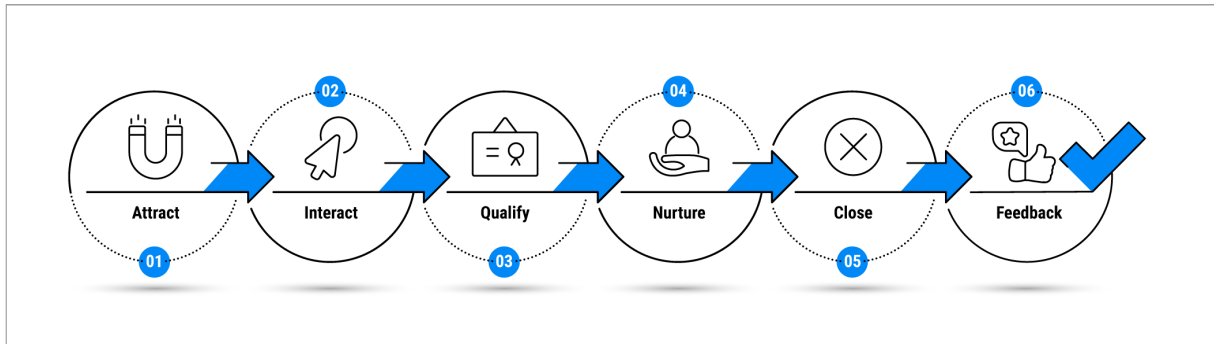 02
04
06
Attract
Interact
Qualify
Nurture
Close
Feedback
01
03
05